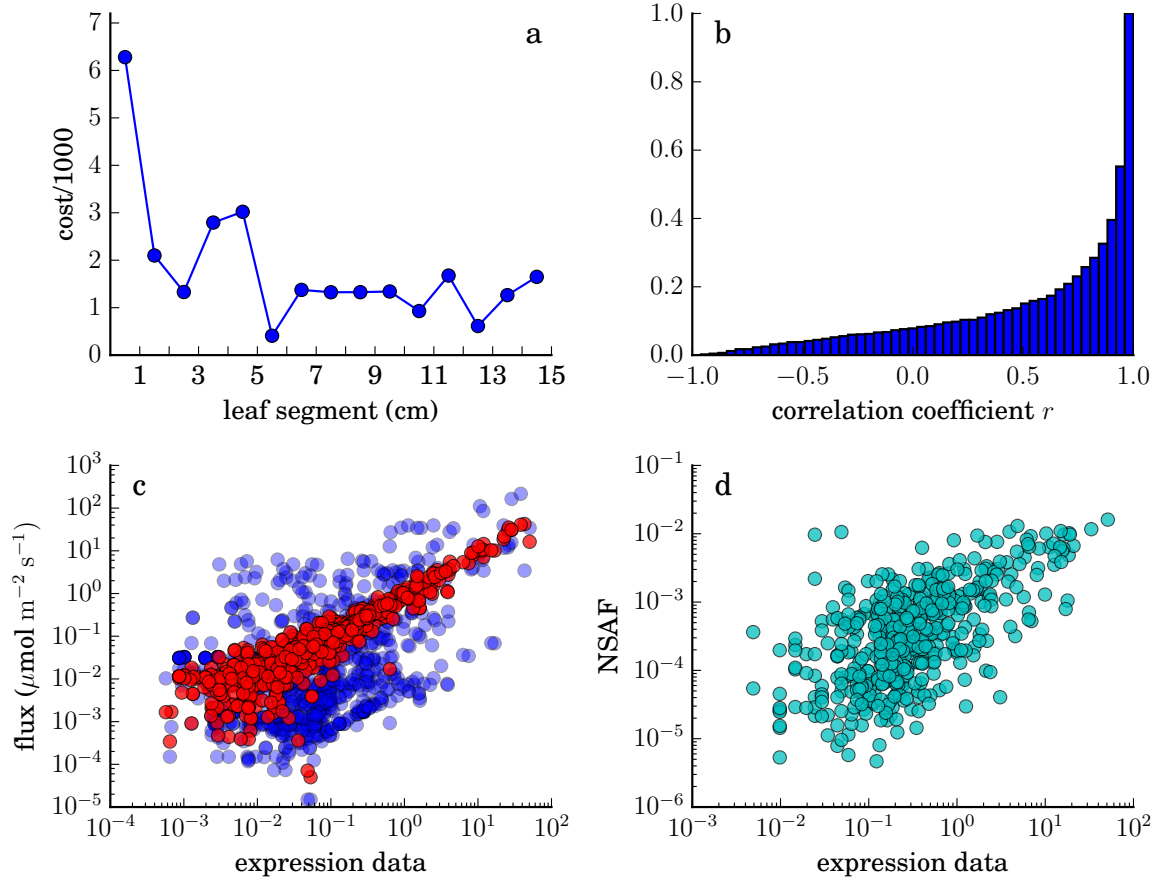 a
7
6
5
4
3
2
1
0
cost/1000
1 3 5 7 9 11 13 15
leaf segment (cm)
b
1.0
0.8
0.6
0.4
0.2
0.0
−1.0 −0.5 0.0 0.5 1.0
correlation coefficient r
c
10³
10²
10¹
10⁰
10⁻¹
10⁻²
10⁻³
10⁻⁴
10⁻⁵
flux (μmol m⁻² s⁻¹)
10⁻⁴ 10⁻³ 10⁻² 10⁻¹ 10⁰ 10¹ 10²
expression data
d
10⁻¹
10⁻²
10⁻³
10⁻⁴
10⁻⁵
10⁻⁶
NSAF
10⁻³ 10⁻² 10⁻¹ 10⁰ 10¹ 10²
expression data